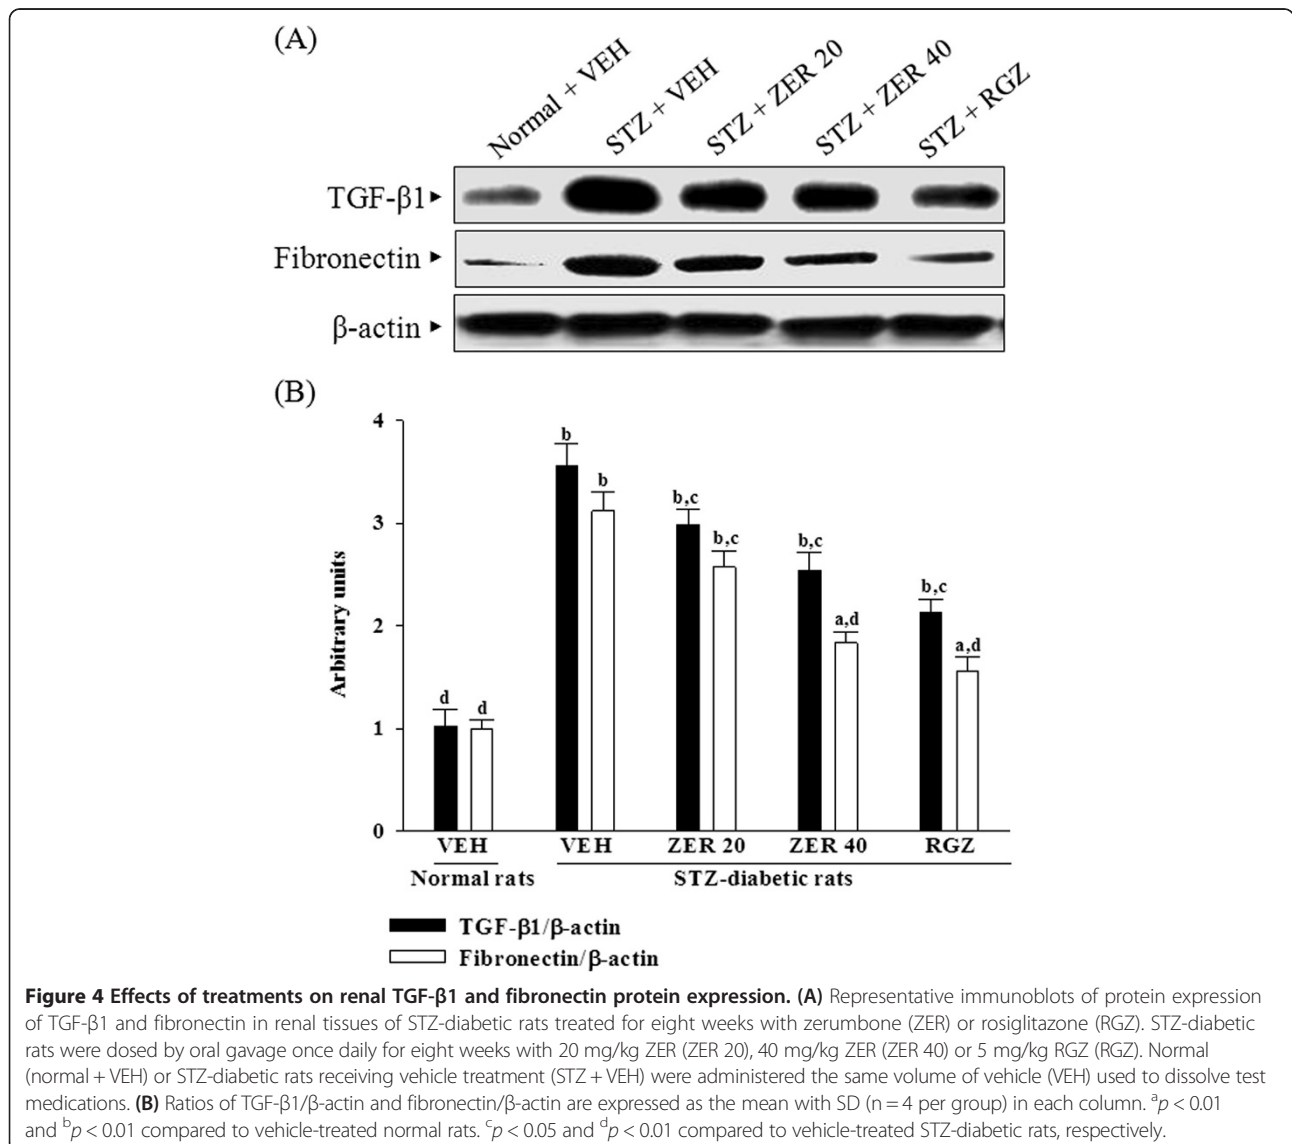 (A)
Normal + VEH
STZ + VEH
STZ + ZER 20
STZ + ZER 40
STZ + RGZ
TGF-β1
Fibronectin
β-actin
(B)
4
3
2
1
0
Arbitrary units
d
d
b
b
b,c
b,c
b,c
a,d
b,c
a,d
VEH
VEH
ZER 20
ZER 40
RGZ
Normal rats
STZ-diabetic rats
TGF-β1/β-actin
Fibronectin/β-actin
Figure 4 Effects of treatments on renal TGF-β1 and fibronectin protein expression. (A) Representative immunoblots of protein expression
of TGF-β1 and fibronectin in renal tissues of STZ-diabetic rats treated for eight weeks with zerumbone (ZER) or rosiglitazone (RGZ). STZ-diabetic
rats were dosed by oral gavage once daily for eight weeks with 20 mg/kg ZER (ZER 20), 40 mg/kg ZER (ZER 40) or 5 mg/kg RGZ (RGZ). Normal
(normal + VEH) or STZ-diabetic rats receiving vehicle treatment (STZ + VEH) were administered the same volume of vehicle (VEH) used to dissolve test
medications. (B) Ratios of TGF-β1/β-actin and fibronectin/β-actin are expressed as the mean with SD (n = 4 per group) in each column. ᵃp < 0.01
and ᵇp < 0.01 compared to vehicle-treated normal rats. ᶜp < 0.05 and ᵈp < 0.01 compared to vehicle-treated STZ-diabetic rats, respectively.